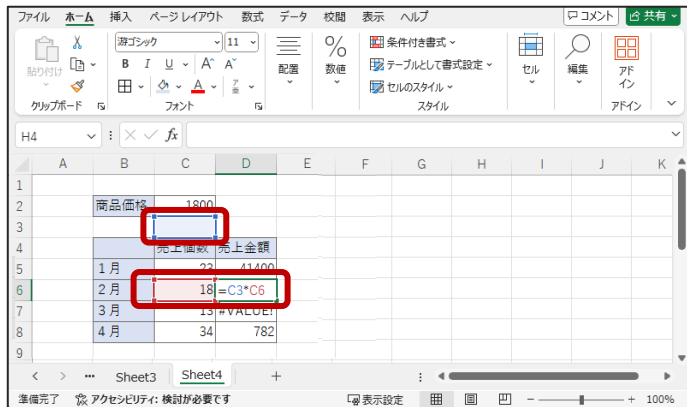 ファイル ホーム 挿入 ページ レイアウト 数式 データ 校閲 表示 ヘルプ コメント 共有
游ゴシック 11
貼り付け B I U A A 配置 % 数値 条件付き書式 セル 編集 アド
イン
テーブルとして書式設定
セルのスタイル
クリップボード フォント スタイル アドイン
H4 fx
A B C D E F G H I J K
1
2 商品価格 1800
3
4 売上個数 売上金額
5 1月 23 41400
6 2月 18 =C3*C6
7 3月 13 #VALUE!
8 4月 34 782
9
Sheet3 Sheet4 +
準備完了 アクセシビリティ: 検討が必要です 表示設定 - + 100%